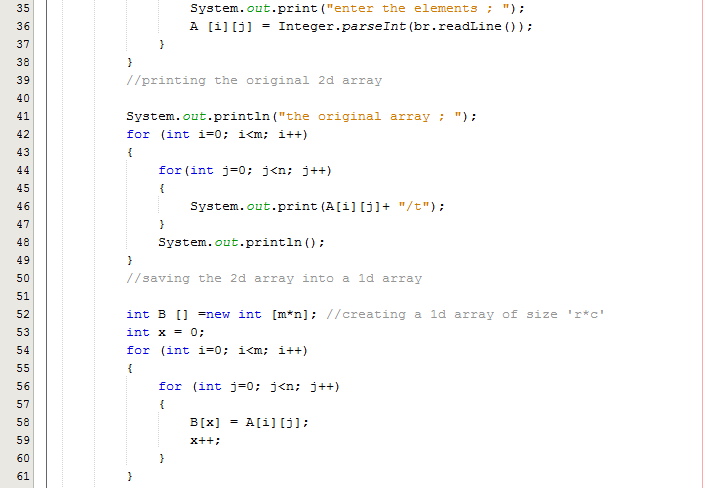 35 System.out.print("enter the elements ; ");
36 A [i][j] = Integer.parseInt(br.readLine());
37 }
38 }
39 //printing the original 2d array
40
41 System.out.println("the original array ; ");
42 for (int i=0; i<m; i++)
43 {
44 for(int j=0; j<n; j++)
45 {
46 System.out.print(A[i][j]+ "/t");
47 }
48 System.out.println();
49 }
50 //saving the 2d array into a 1d array
51
52 int B [] =new int [m*n]; //creating a 1d array of size 'r*c'
53 int x = 0;
54 for (int i=0; i<m; i++)
55 {
56 for (int j=0; j<n; j++)
57 {
58 B[x] = A[i][j];
59 x++;
60 }
61 }